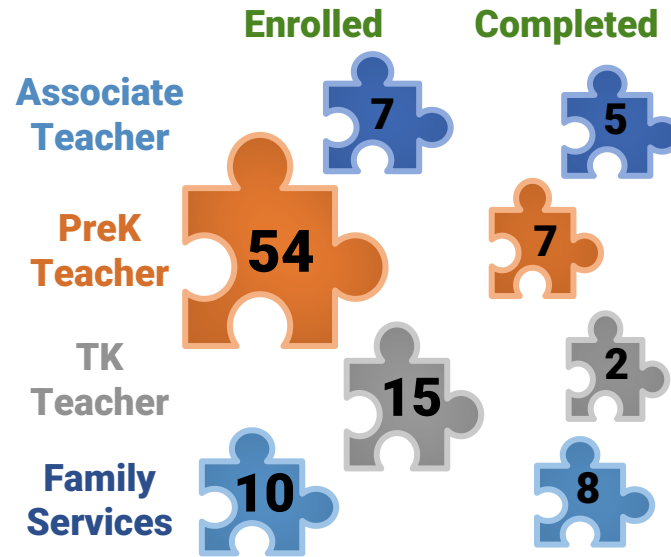 Enrolled Completed
Associate
Teacher
7 5
PreK
Teacher
54 7
TK
Teacher
15 2
Family
Services
10 8